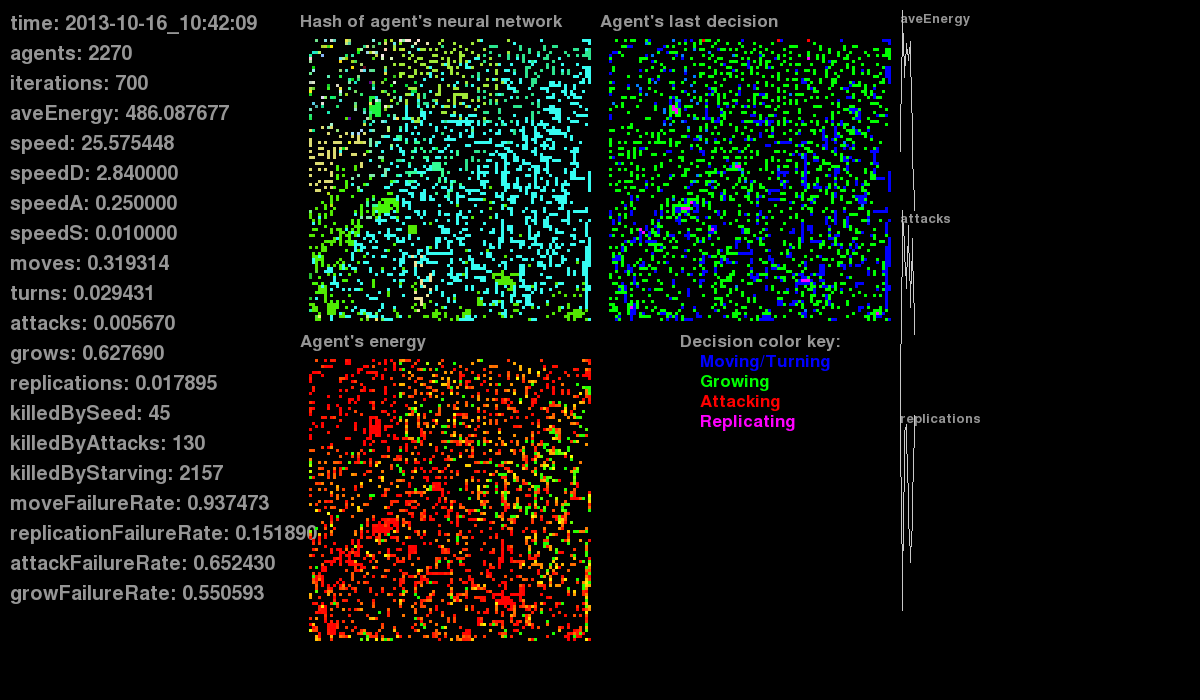 time: 2013-10-16_10:42:09
agents: 2270
iterations: 700
aveEnergy: 486.087677
speed: 25.575448
speedD: 2.840000
speedA: 0.250000
speedS: 0.010000
moves: 0.319314
turns: 0.029431
attacks: 0.005670
grows: 0.627690
replications: 0.017895
killedBySeed: 45
killedByAttacks: 130
killedByStarving: 2157
moveFailureRate: 0.937473
replicationFailureRate: 0.151890
attackFailureRate: 0.652430
growFailureRate: 0.550593
Hash of agent's neural network
Agent's last decision
Agent's energy
Decision color key:
Moving/Turning
Growing
Attacking
Replicating
aveEnergy
attacks
replications